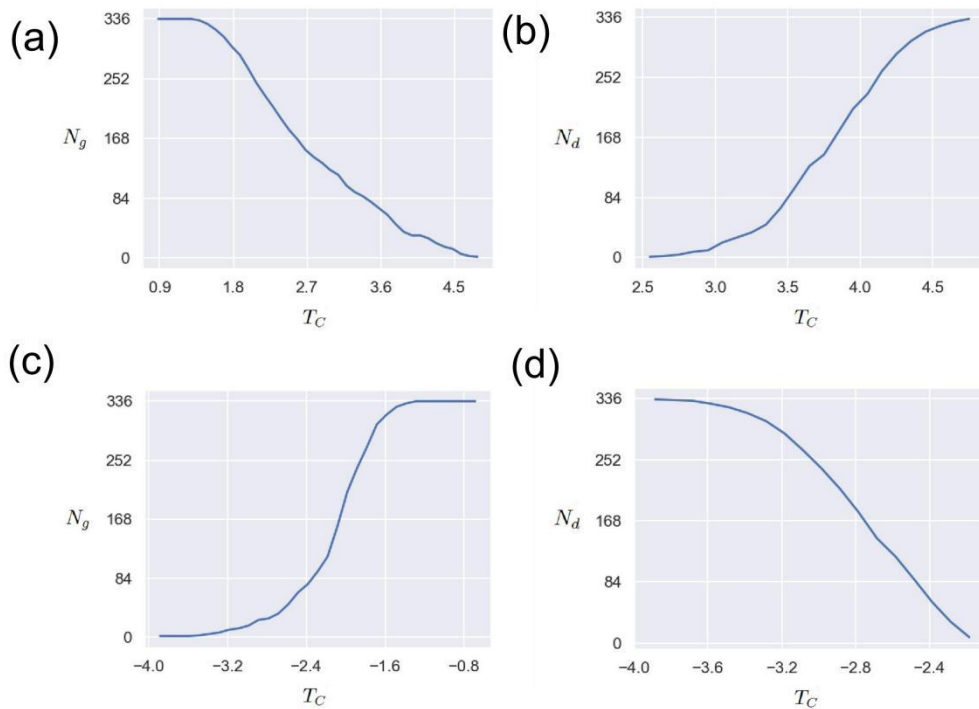 (a)
336
252
168
84
0
N_g
0.9 1.8 2.7 3.6 4.5
T_C
(b)
336
252
168
84
0
N_d
2.5 3.0 3.5 4.0 4.5
T_C
(c)
336
252
168
84
0
N_g
−4.0 −3.2 −2.4 −1.6 −0.8
T_C
(d)
336
252
168
84
0
N_d
−4.0 −3.6 −3.2 −2.8 −2.4
T_C